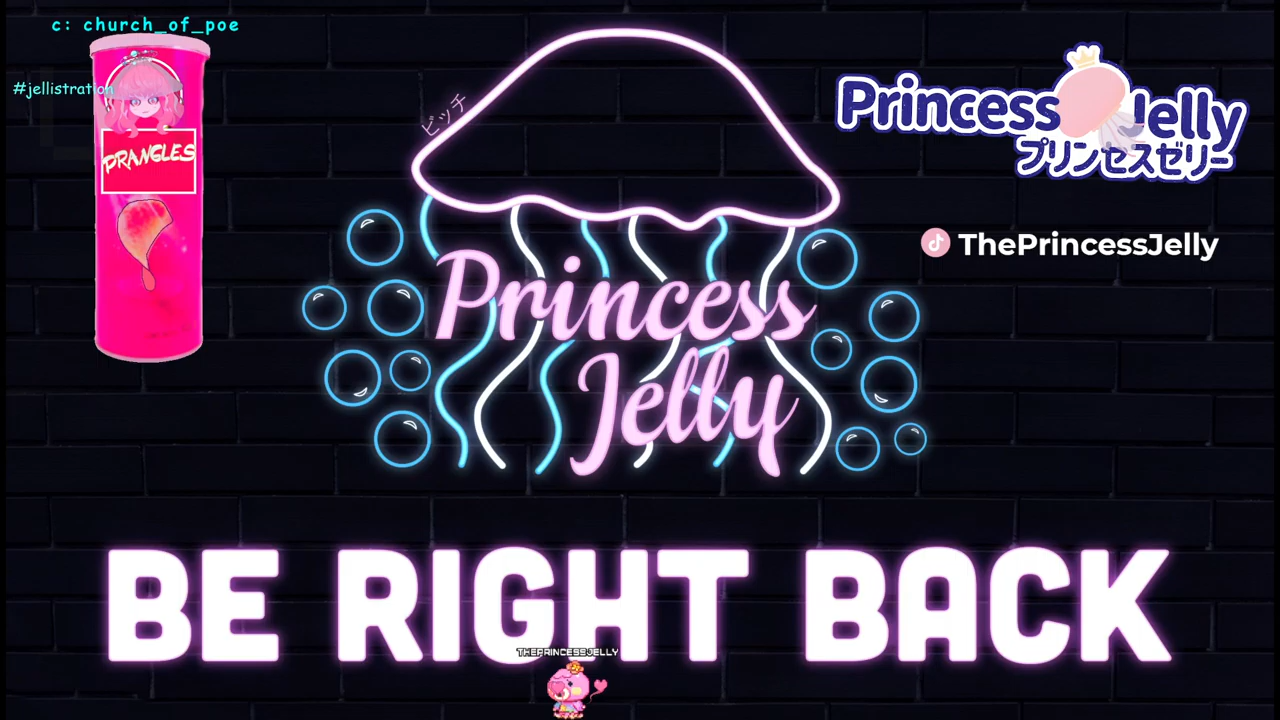 c: church_of_poe
#jellistration
PRANGLES
ビッチ
Princess Jelly
プリンセスゼリー
ThePrincessJelly
Princess
Jelly
BE RIGHT BACK
THEPRINCESSJELLY